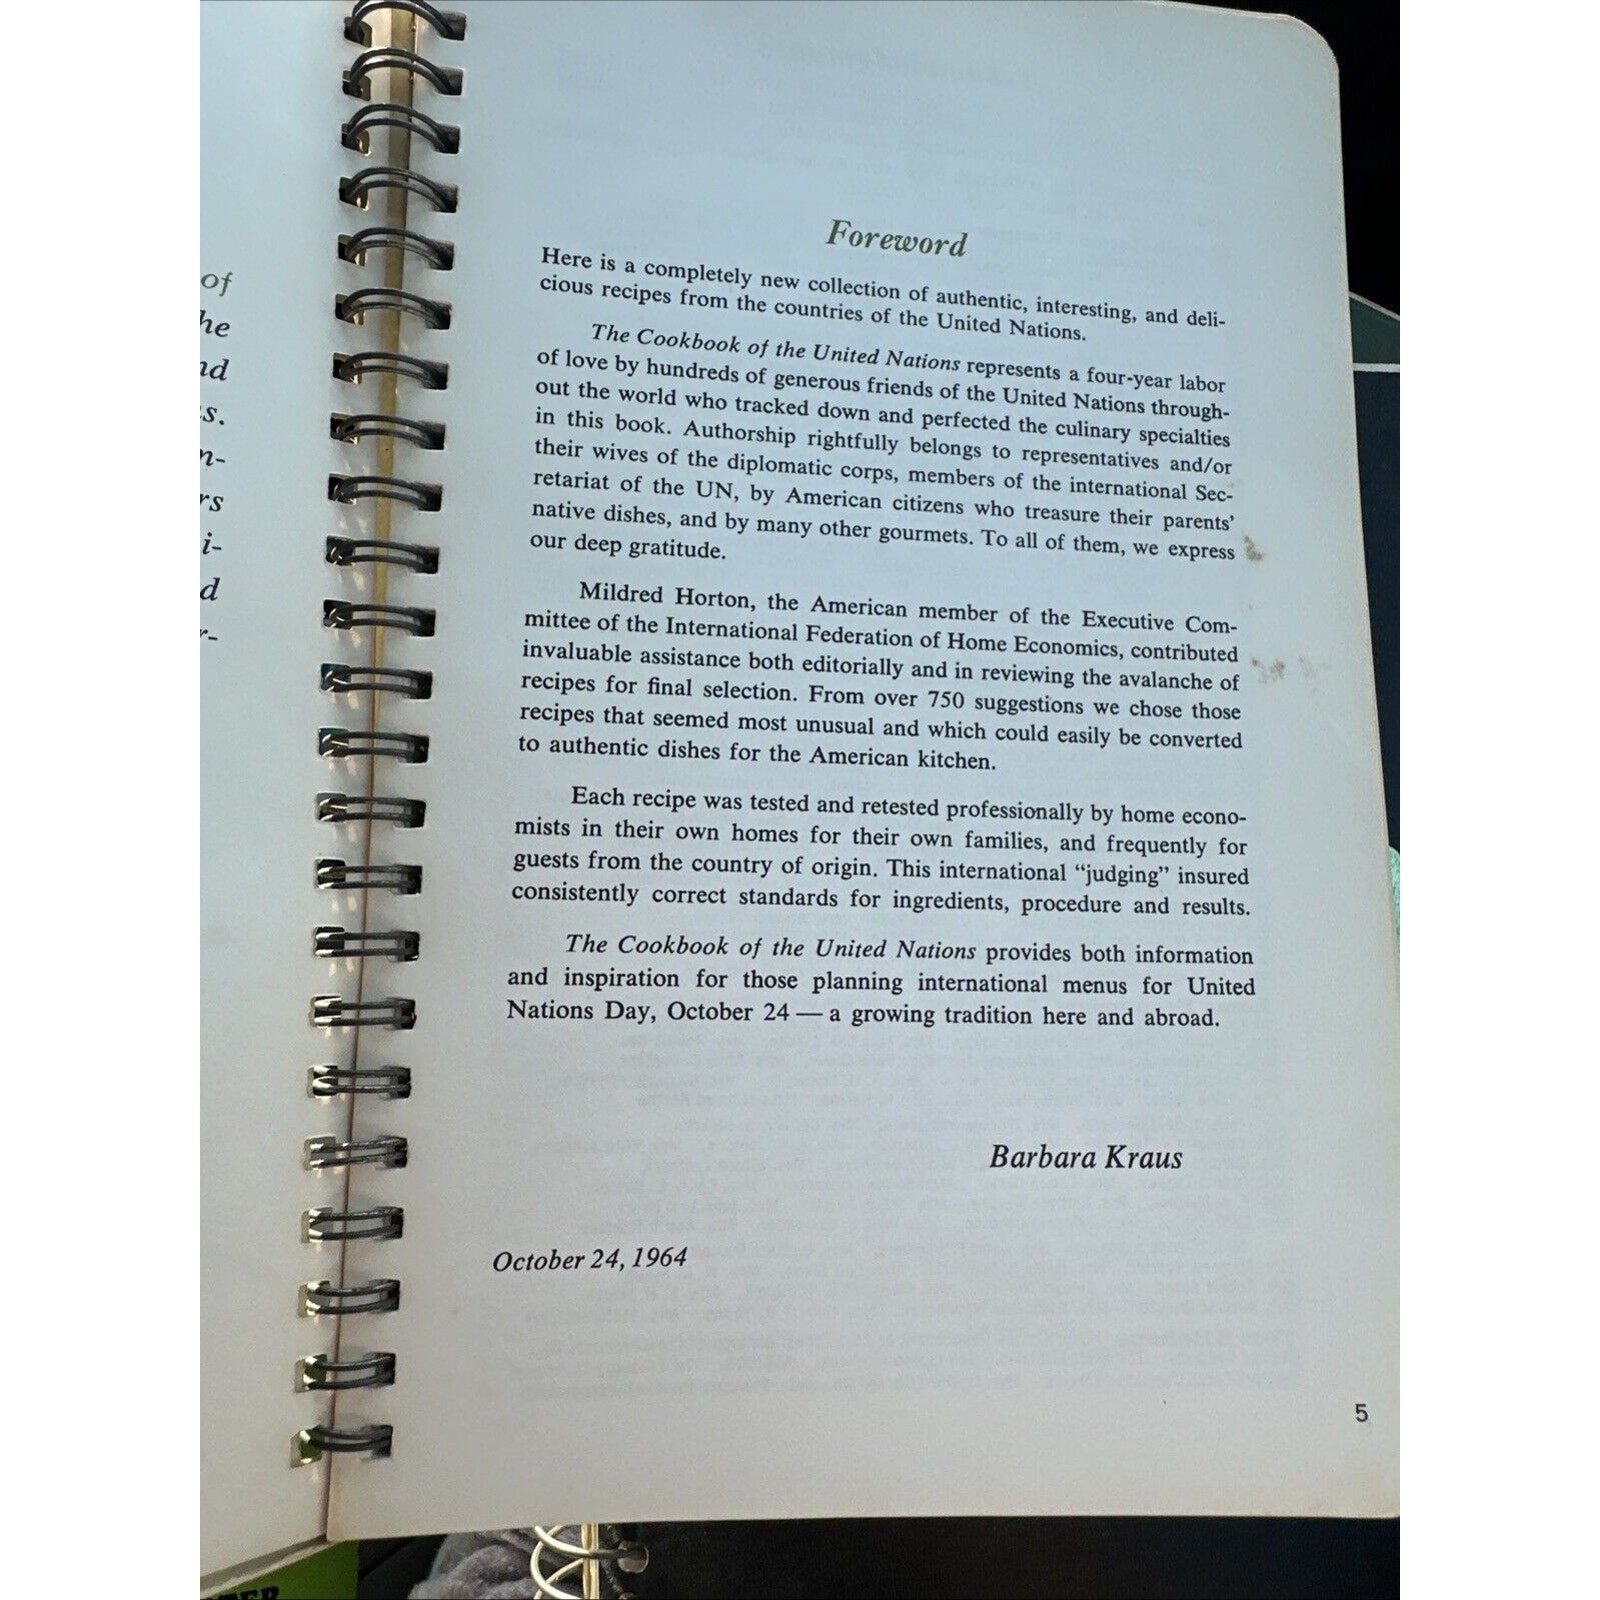 of
he
nd
s.
n-
rs
i-
d
r-
Foreword
Here is a completely new collection of authentic, interesting, and deli-
cious recipes from the countries of the United Nations.
The Cookbook of the United Nations represents a four-year labor
of love by hundreds of generous friends of the United Nations through-
out the world who tracked down and perfected the culinary specialties
in this book. Authorship rightfully belongs to representatives and/or
their wives of the diplomatic corps, members of the international Sec-
retariat of the UN, by American citizens who treasure their parents'
native dishes, and by many other gourmets. To all of them, we express
our deep gratitude.
Mildred Horton, the American member of the Executive Com-
mittee of the International Federation of Home Economics, contributed
invaluable assistance both editorially and in reviewing the avalanche of
recipes for final selection. From over 750 suggestions we chose those
recipes that seemed most unusual and which could easily be converted
to authentic dishes for the American kitchen.
Each recipe was tested and retested professionally by home econo-
mists in their own homes for their own families, and frequently for
guests from the country of origin. This international “judging” insured
consistently correct standards for ingredients, procedure and results.
The Cookbook of the United Nations provides both information
and inspiration for those planning international menus for United
Nations Day, October 24 — a growing tradition here and abroad.
Barbara Kraus
October 24, 1964
5